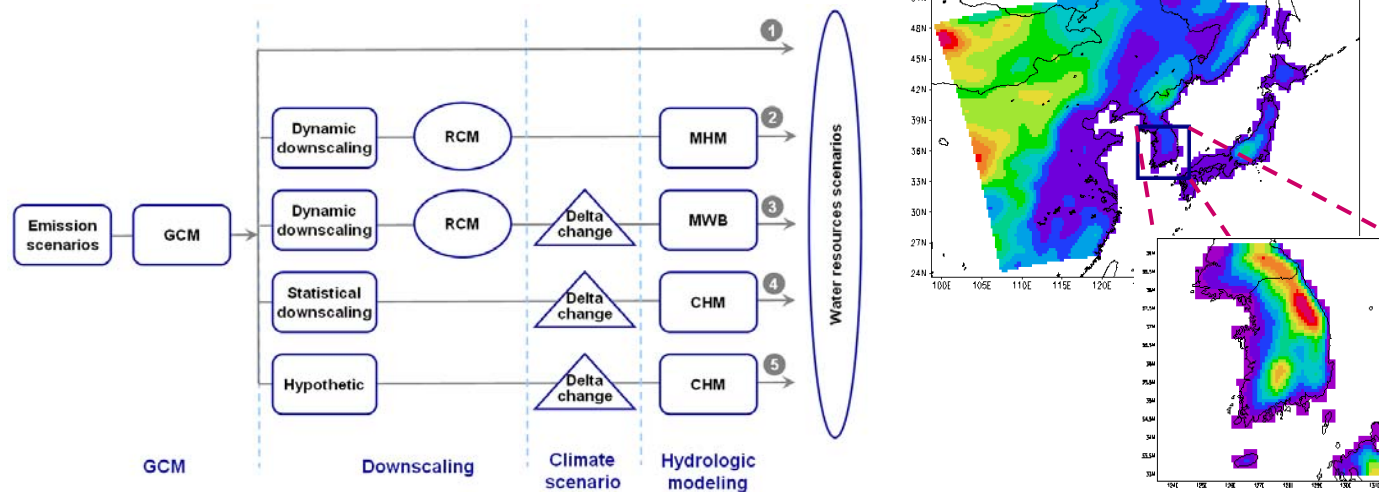 1
Dynamic
downscaling
RCM
MHM
2
Dynamic
downscaling
RCM
Delta
change
MWB
3
Emission
scenarios
GCM
Statistical
downscaling
Delta
change
CHM
4
Hypothetic
Delta
change
CHM
5
Water resources scenarios
GCM
Downscaling
Climate
scenario
Hydrologic
modeling
48N
45N
42N
39N
36N
33N
30N
27N
24N
100E
105E
110E
115E
120E